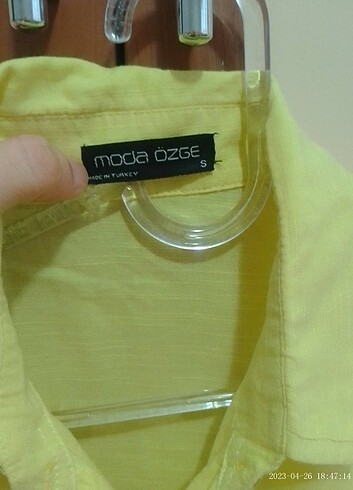 moda ÖZGE
S
MADE IN TURKEY
2023-04-26 18:47:14